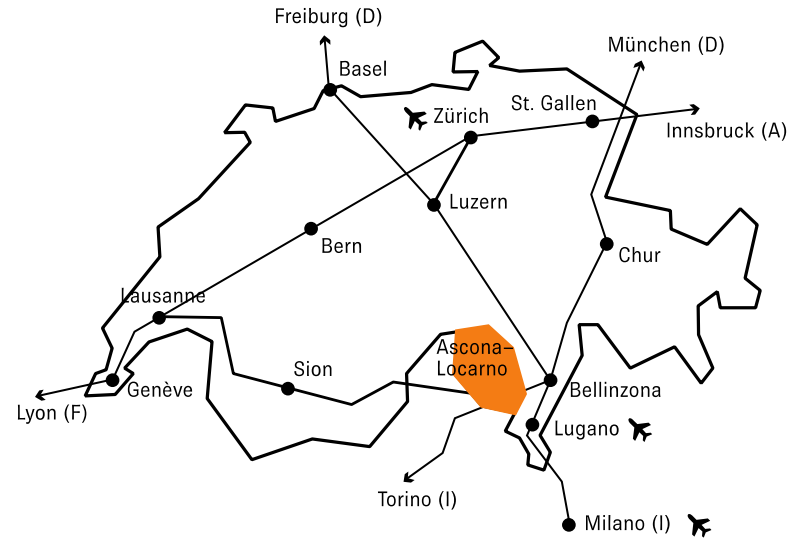 Freiburg (D)
München (D)
Basel
St. Gallen
Zürich
Innsbruck (A)
Luzern
Bern
Chur
Lausanne
Ascona–
Locarno
Sion
Genève
Bellinzona
Lyon (F)
Lugano
Torino (I)
Milano (I)